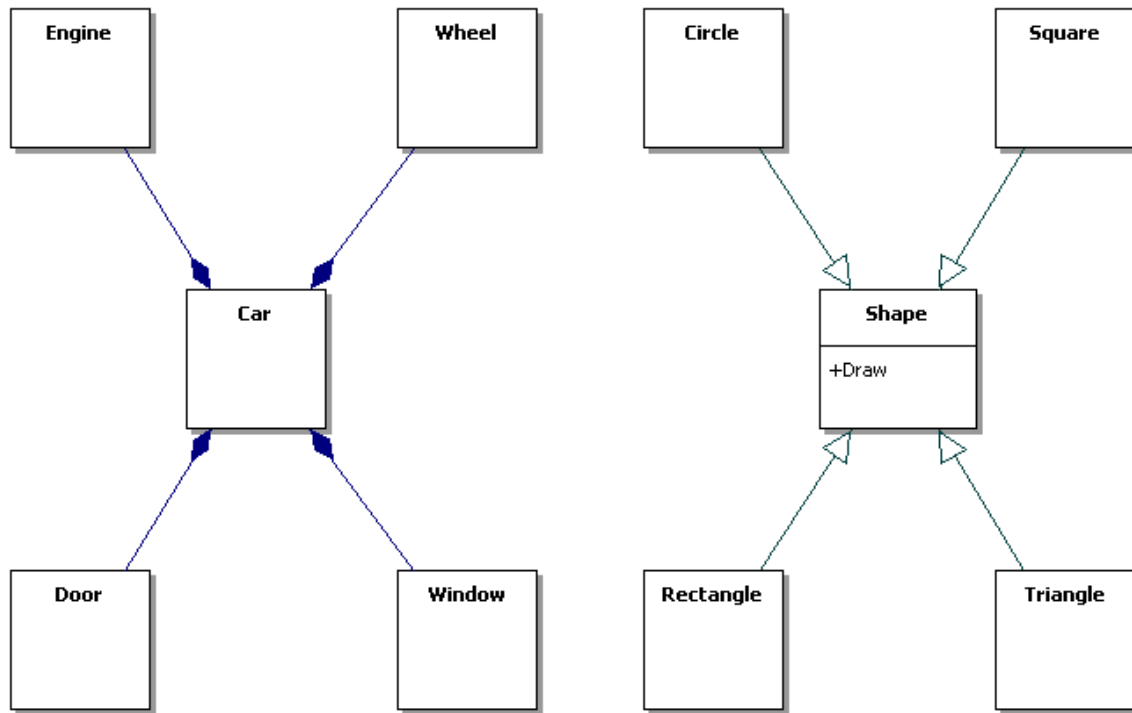 Engine
Wheel
Circle
Square
Car
Shape
+Draw
Door
Window
Rectangle
Triangle